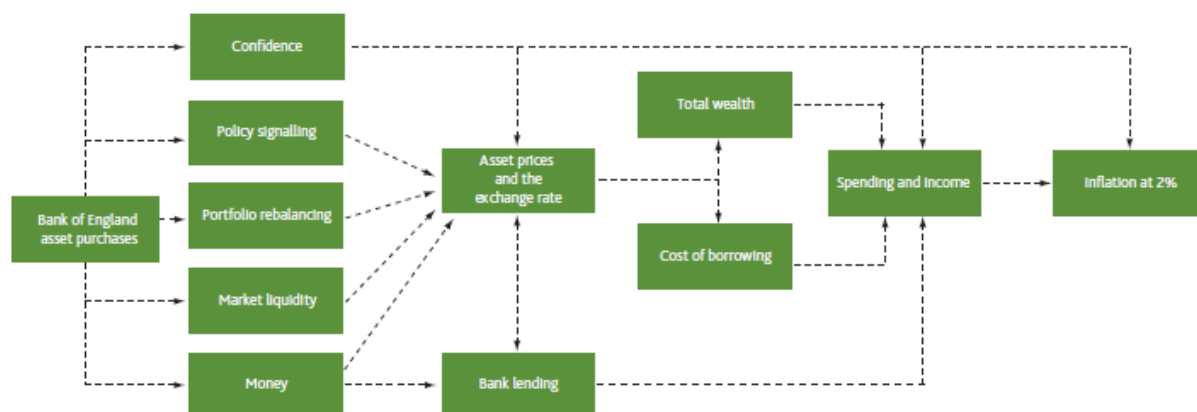 Confidence
Policy signalling
Portfolio rebalancing
Bank of England
asset purchases
Market liquidity
Money
Asset prices
and the
exchange rate
Bank lending
Total wealth
Cost of borrowing
Spending and income
Inflation at 2%